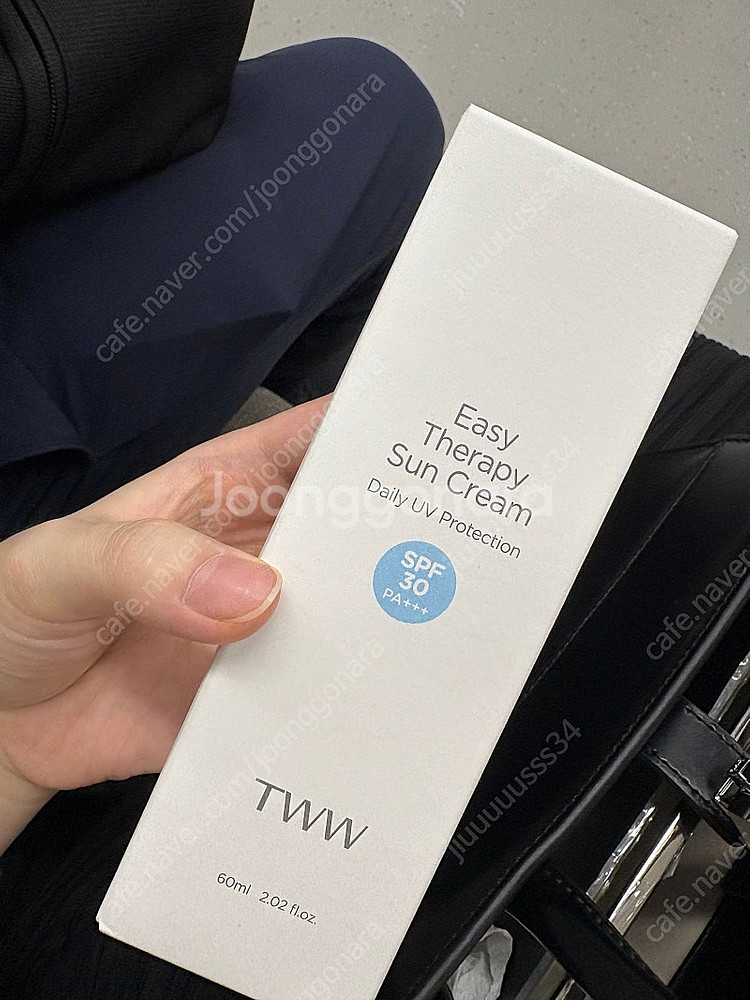 Easy
Therapy
Sun Cream
Daily UV Protection
SPF
30
PA+++
TWW
60ml 2.02 fl.oz.
Joonggonara
cafe.naver.com/joonggonara
juuuuuusss34